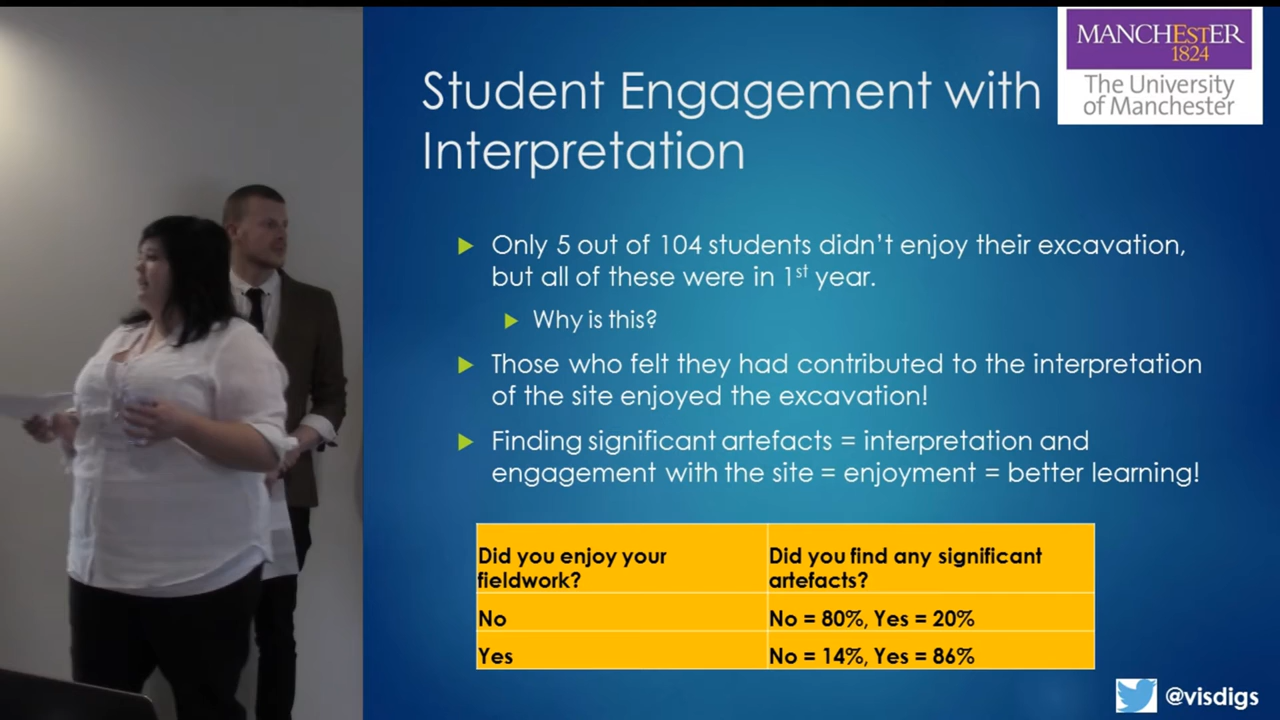 MANCHESTER
1824
The University
of Manchester
Student Engagement with
Interpretation
Only 5 out of 104 students didn't enjoy their excavation,
but all of these were in 1st year.
Why is this?
Those who felt they had contributed to the interpretation
of the site enjoyed the excavation!
Finding significant artefacts = interpretation and
engagement with the site = enjoyment = better learning!
Did you enjoy your
fieldwork?
Did you find any significant
artefacts?
No
No = 80%, Yes = 20%
Yes
No = 14%, Yes = 86%
@visdigs